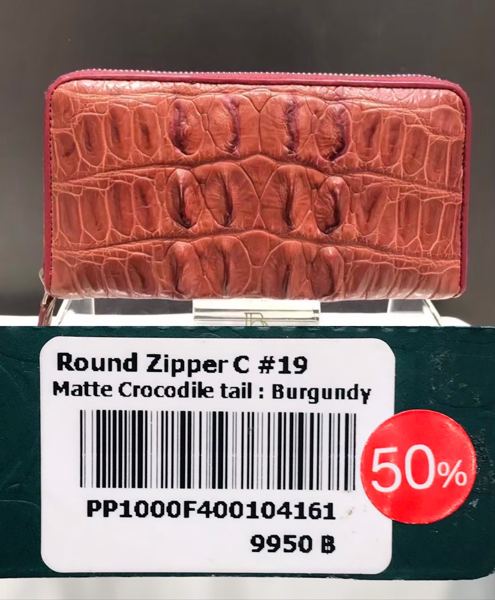 Round Zipper C #19
Matte Crocodile tail : Burgundy
PP1000F400104161
9950 ฿
50%